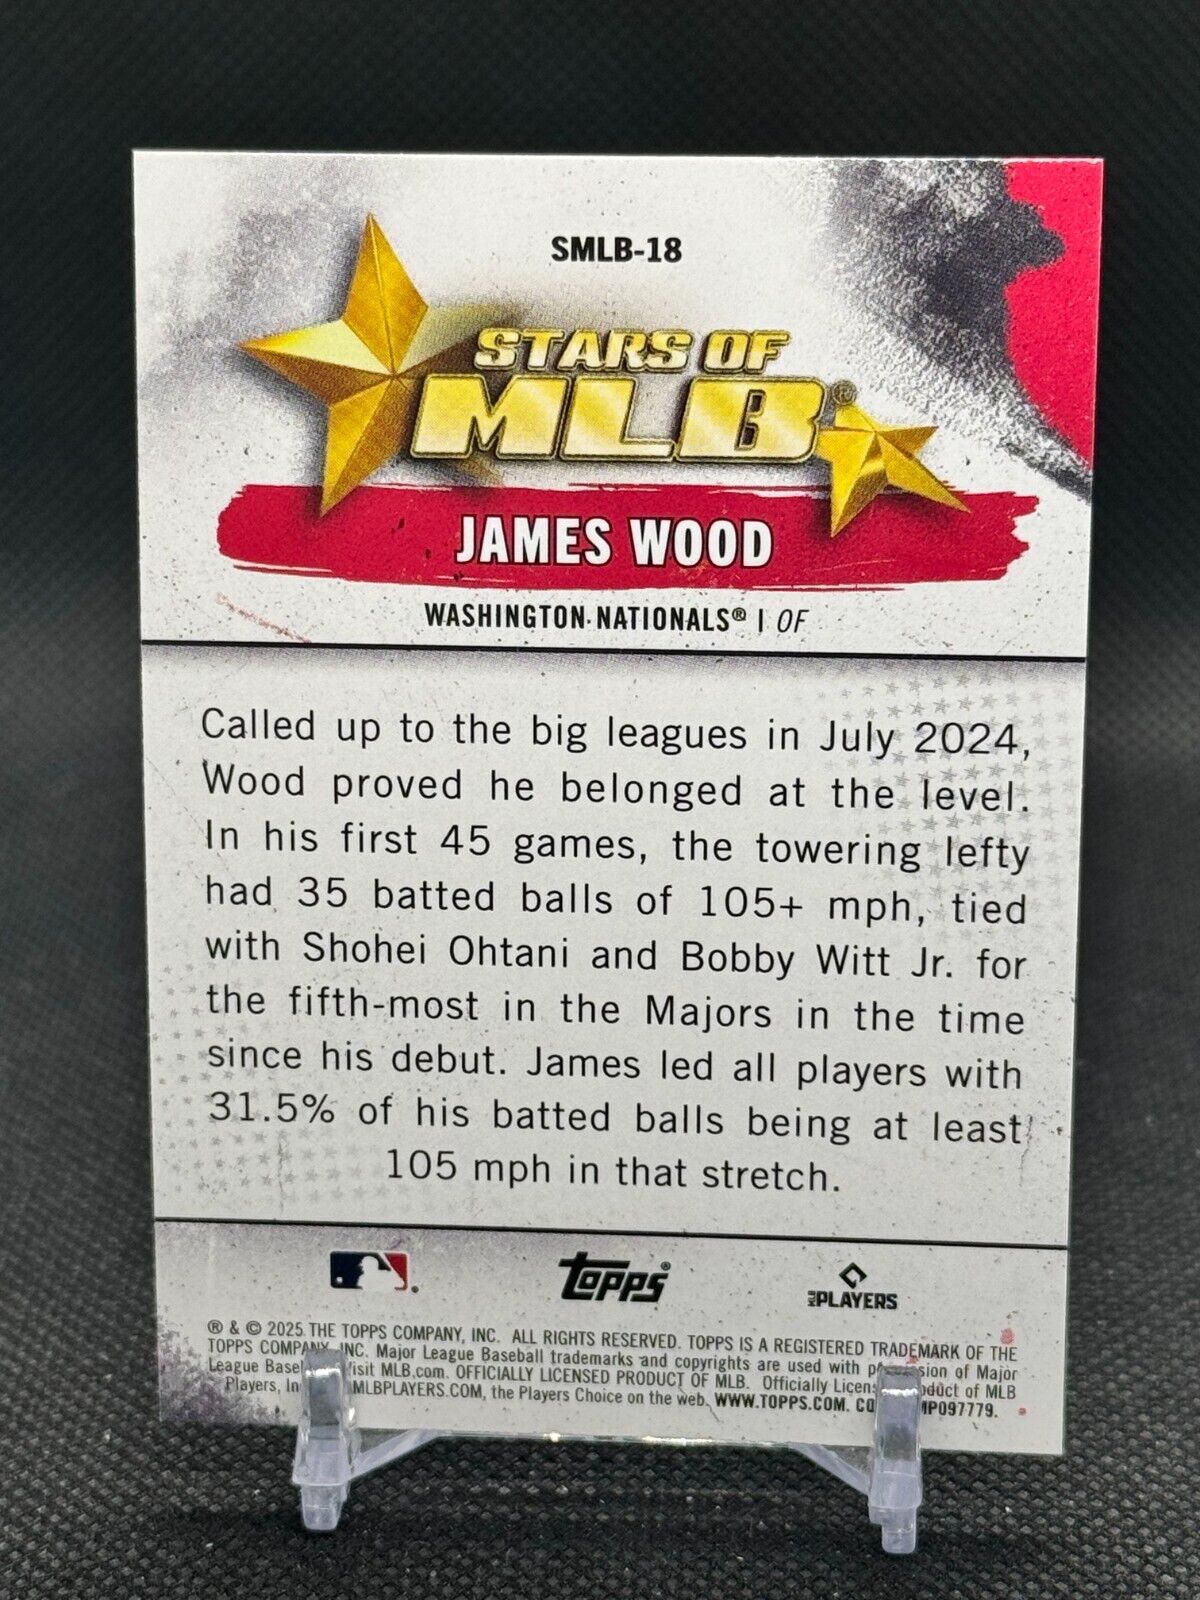 SMLB-18
STARS OF
MLB®
JAMES WOOD
WASHINGTON NATIONALS® | OF
Called up to the big leagues in July 2024,
Wood proved he belonged at the level.
In his first 45 games, the towering lefty
had 35 batted balls of 105+ mph, tied
with Shohei Ohtani and Bobby Witt Jr. for
the fifth-most in the Majors in the time
since his debut. James led all players with
31.5% of his batted balls being at least
105 mph in that stretch.
topps® PLAYERS
® & © 2025 THE TOPPS COMPANY, INC. ALL RIGHTS RESERVED. TOPPS IS A REGISTERED TRADEMARK OF THE
TOPPS COMPANY, INC. Major League Baseball trademarks and copyrights are used with of Major
League visit MLB.com. OFFICIALLY LICENSED PRODUCT OF MLB. Officially of MLB
Players, MLBPLAYERS.COM, the Players Choice on the web. WWW.TOPPS.COM.